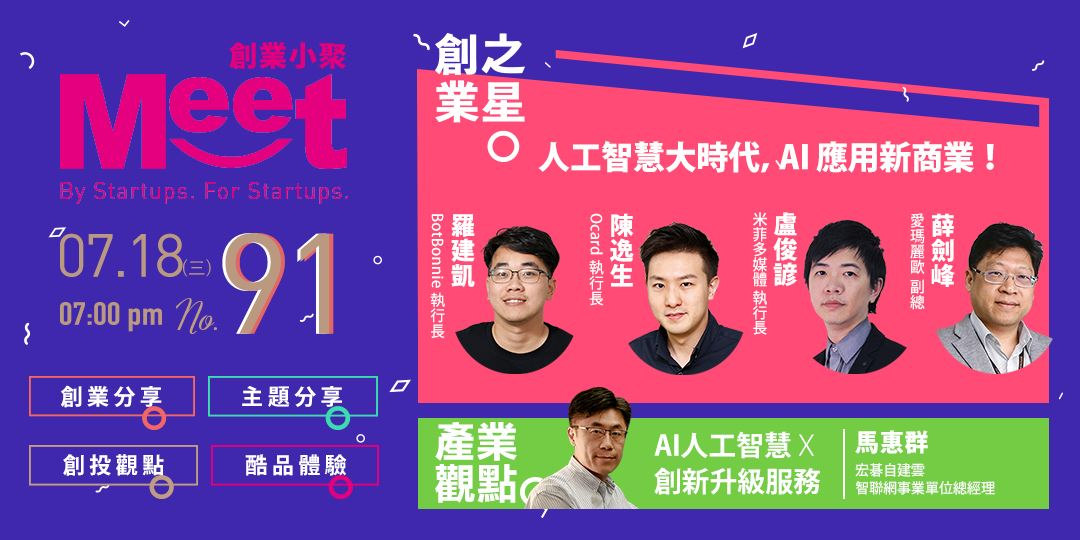 創業小聚
Meet
By Startups. For Startups.
07.18(三)
07:00 pm
No.
91
創業分享
主題分享
創投觀點
酷品體驗
創業
之星
人工智慧大時代, AI 應用新商業！
羅建凱
BotBonnie 執行長
陳逸生
Ocard 執行長
盧俊諺
米菲多媒體 執行長
薛劍峰
愛瑪麗歐 副總
產業
觀點
AI人工智慧 X
創新升級服務
馬惠群
宏碁自建雲
智聯網事業單位總經理